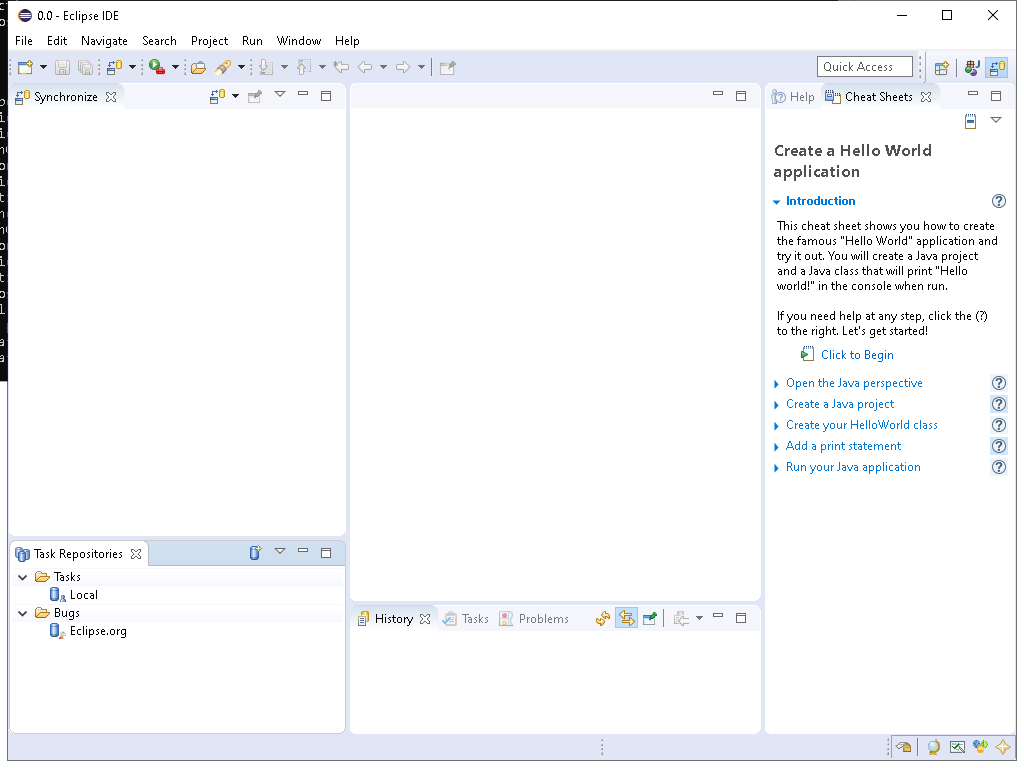 0.0 - Eclipse IDE
File Edit Navigate Search Project Run Window Help
Quick Access
Synchronize
Help Cheat Sheets
Create a Hello World
application
Introduction
This cheat sheet shows you how to create
the famous "Hello World" application and
try it out. You will create a Java project
and a Java class that will print "Hello
world!" in the console when run.
If you need help at any step, click the (?)
to the right. Let's get started!
Click to Begin
Open the Java perspective
Create a Java project
Create your HelloWorld class
Add a print statement
Run your Java application
Task Repositories
Tasks
Local
Bugs
Eclipse.org
History Tasks Problems